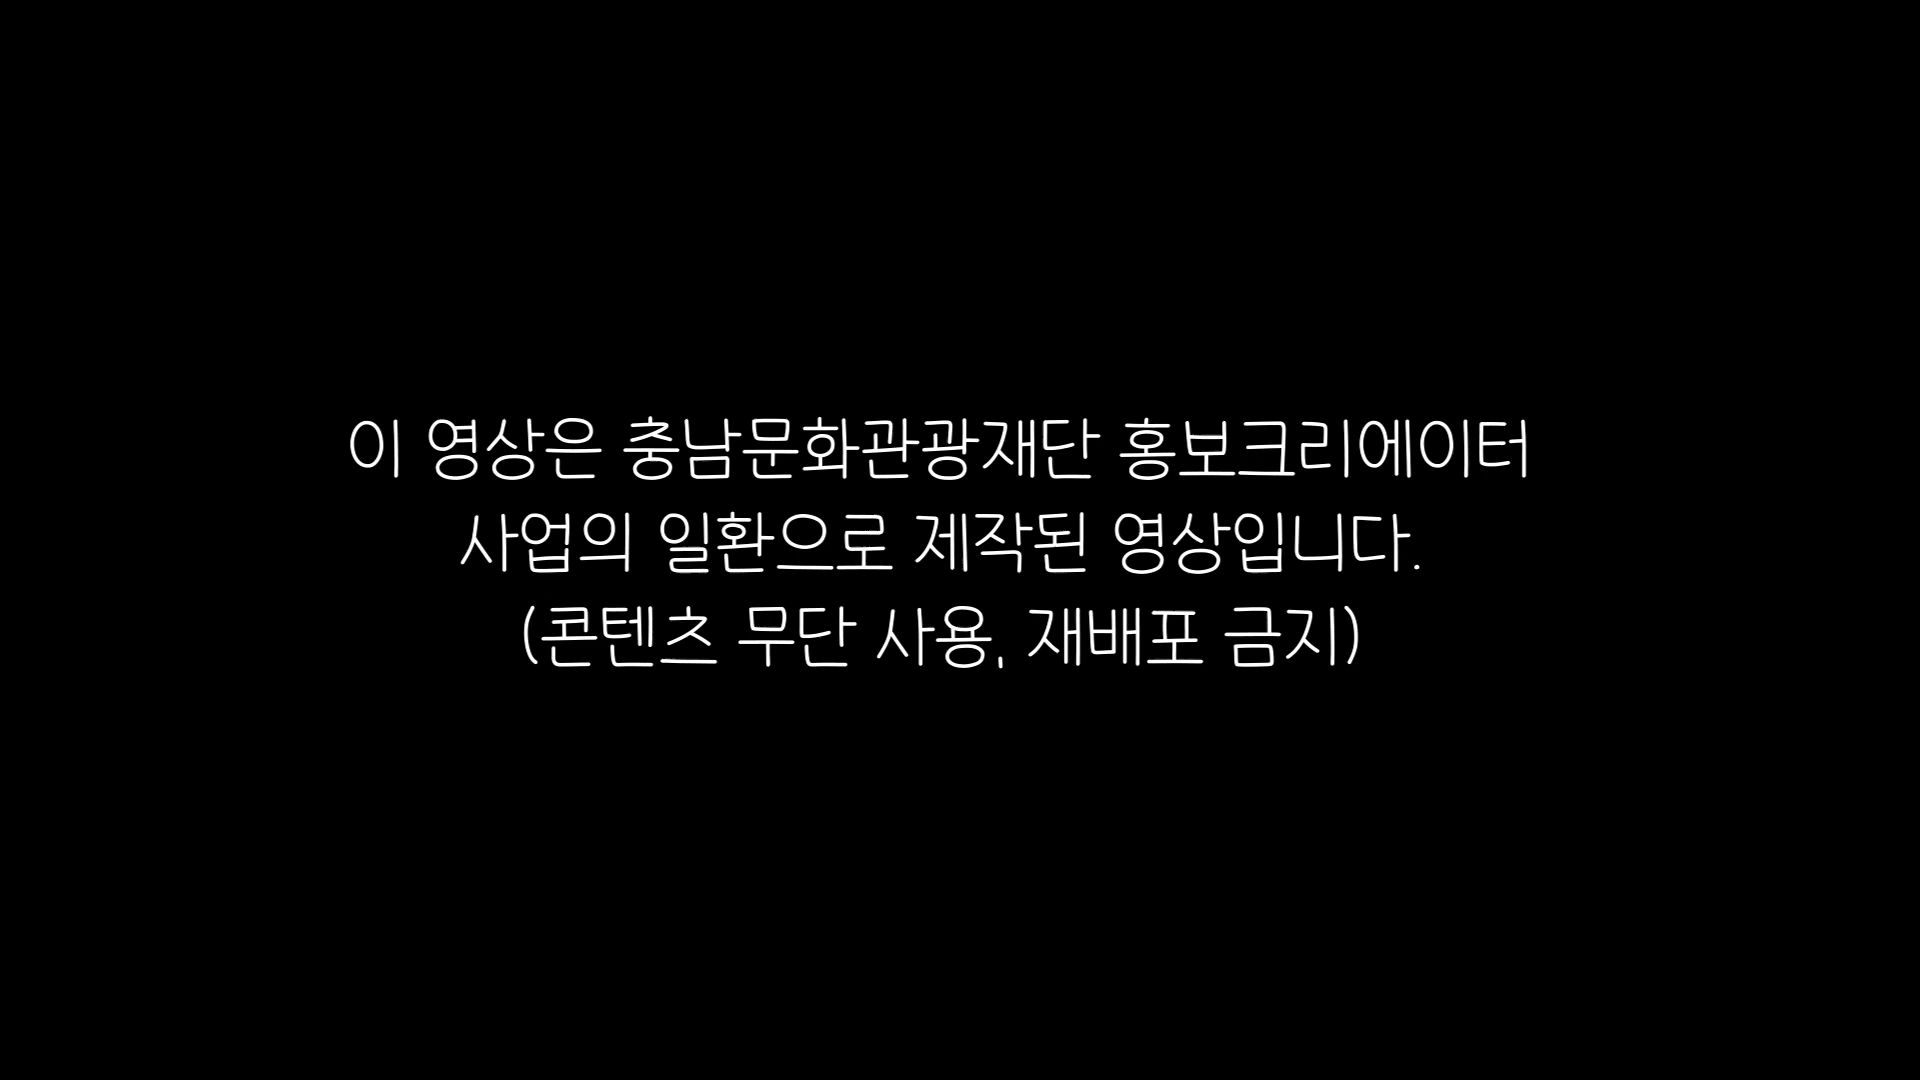 이 영상은 충남문화관광재단 홍보크리에이터
사업의 일환으로 제작된 영상입니다.
(콘텐츠 무단 사용, 재배포 금지)